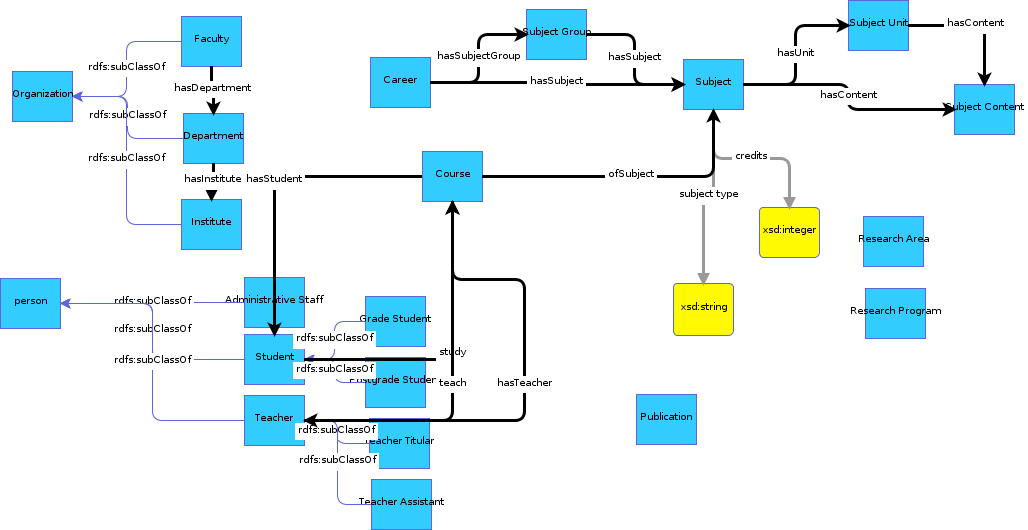 Subject Unit
hasContent
Subject Group
Faculty
hasUnit
hasSubjectGroup
hasSubject
rdfs:subClassOf
Career
hasSubject
Subject
hasDepartment
Organization
hasContent
Subject Content
rdfs:subClassOf
Department
rdfs:subClassOf
credits
hasInstitute
hasStudent
Course
ofSubject
subject type
Institute
xsd:integer
Research Area
person
rdfs:subClassOf
Administrative Staff
xsd:string
Research Program
Grade Student
rdfs:subClassOf
rdfs:subClassOf
study
rdfs:subClassOf
Student
rdfs:subClassOf
Postgrade Studen
teach
hasTeacher
Teacher
Publication
rdfs:subClassOf
Teacher Titular
rdfs:subClassOf
Teacher Assistant